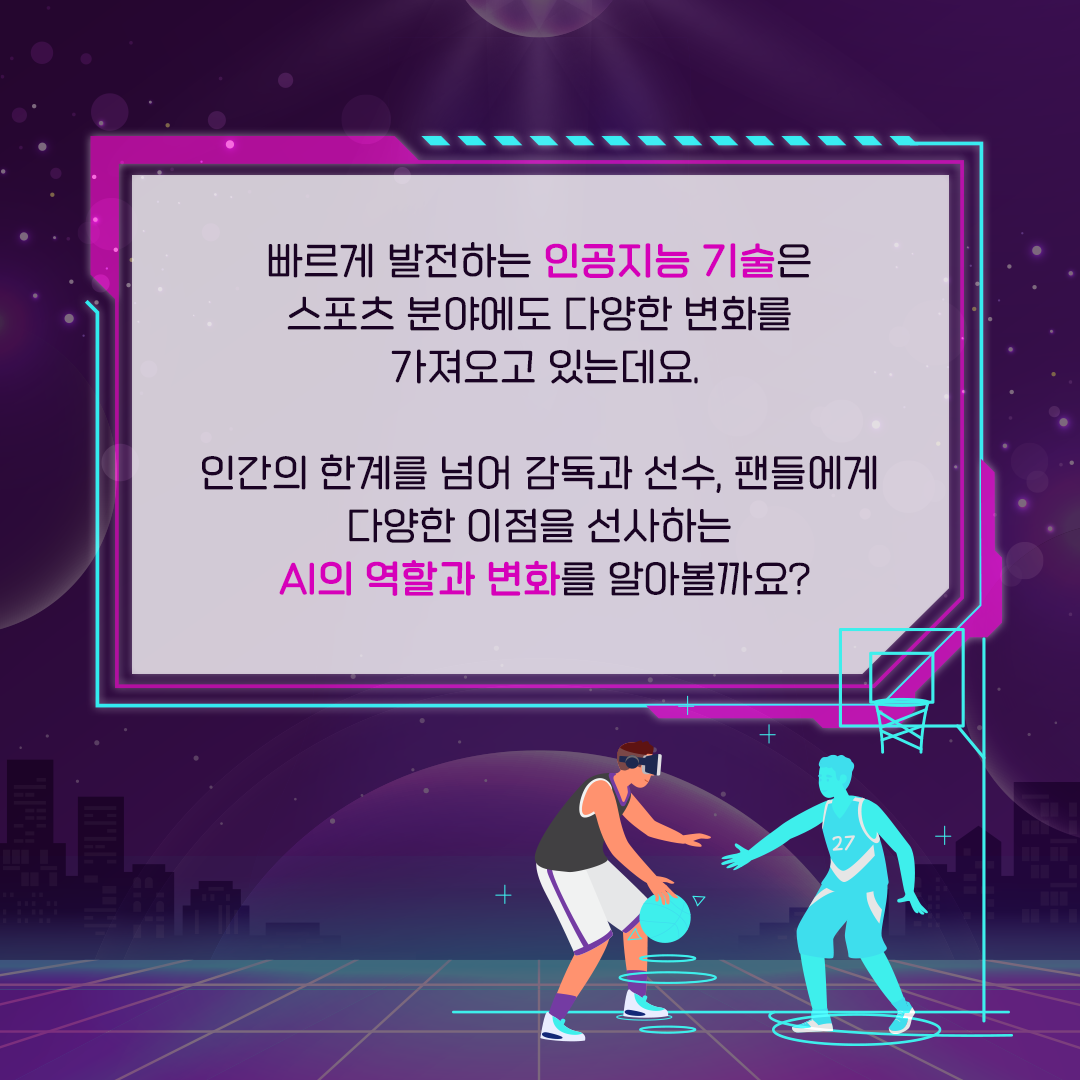 빠르게 발전하는 인공지능 기술은
스포츠 분야에도 다양한 변화를
가져오고 있는데요.
인간의 한계를 넘어 감독과 선수, 팬들에게
다양한 이점을 선사하는
AI의 역할과 변화를 알아볼까요?
27